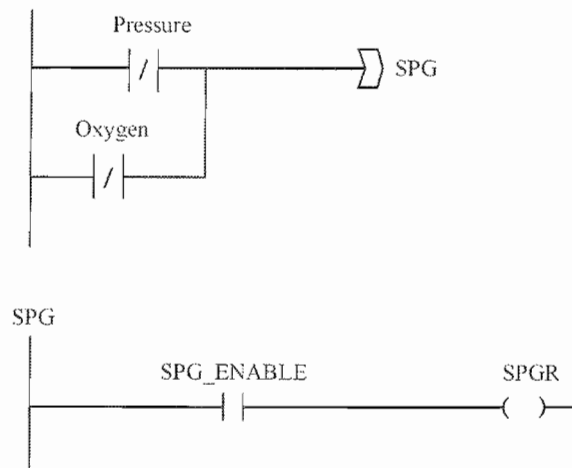 Pressure
SPG
Oxygen
SPG
SPG_ENABLE
SPGR